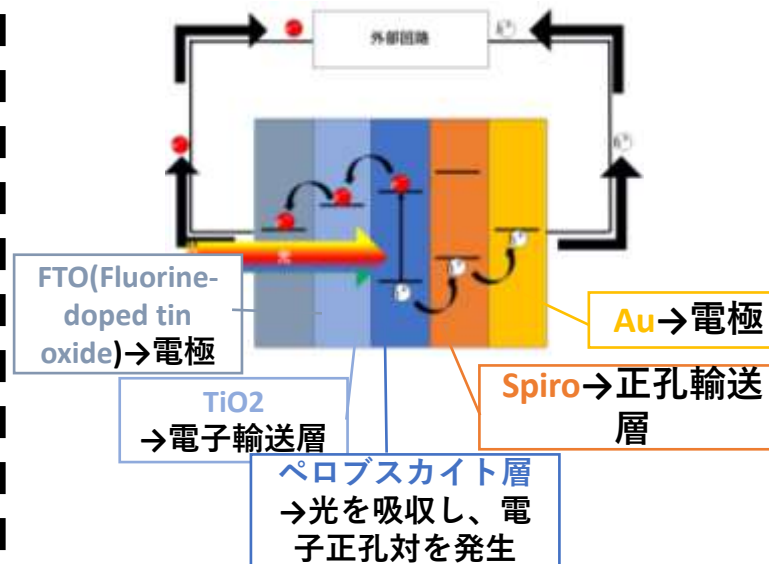 外部回路
光
FTO(Fluorine-
doped tin
oxide)→電極
TiO2
→電子輸送層
ペロブスカイト層
→光を吸収し、電
子正孔対を発生
Au→電極
Spiro→正孔輸送
層